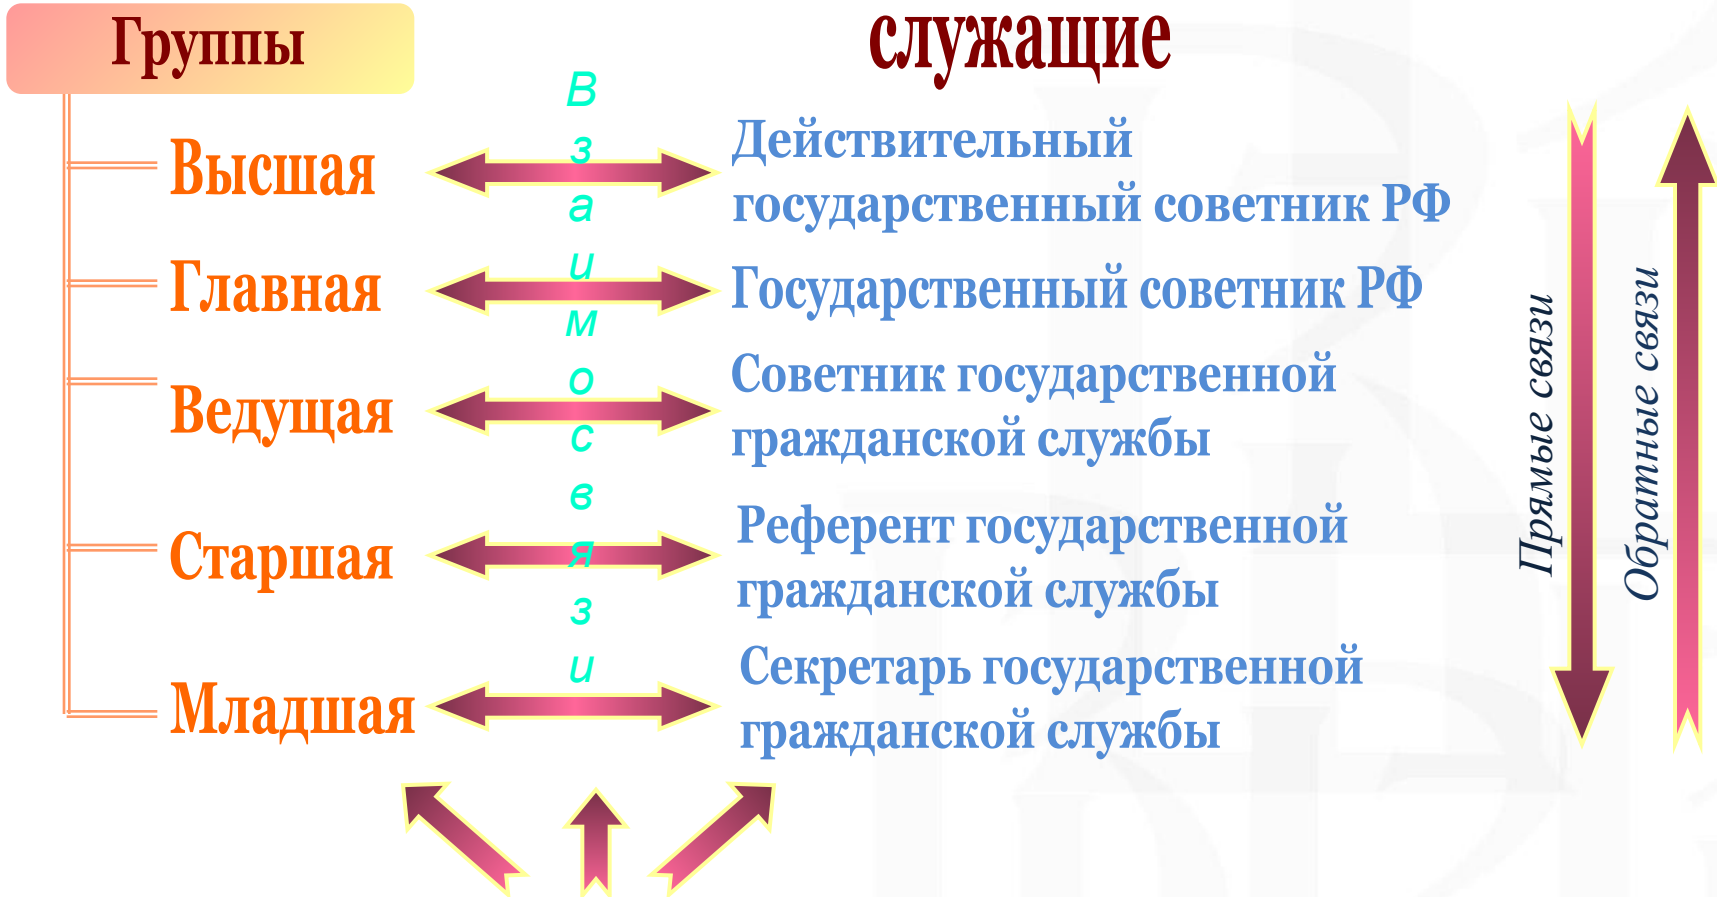 Группы
служащие
Взаимосвязи
Высшая
Действительный
государственный советник РФ
Главная
Государственный советник РФ
Ведущая
Советник государственной
гражданской службы
Старшая
Референт государственной
гражданской службы
Младшая
Секретарь государственной
гражданской службы
Прямые связи
Обратные связи